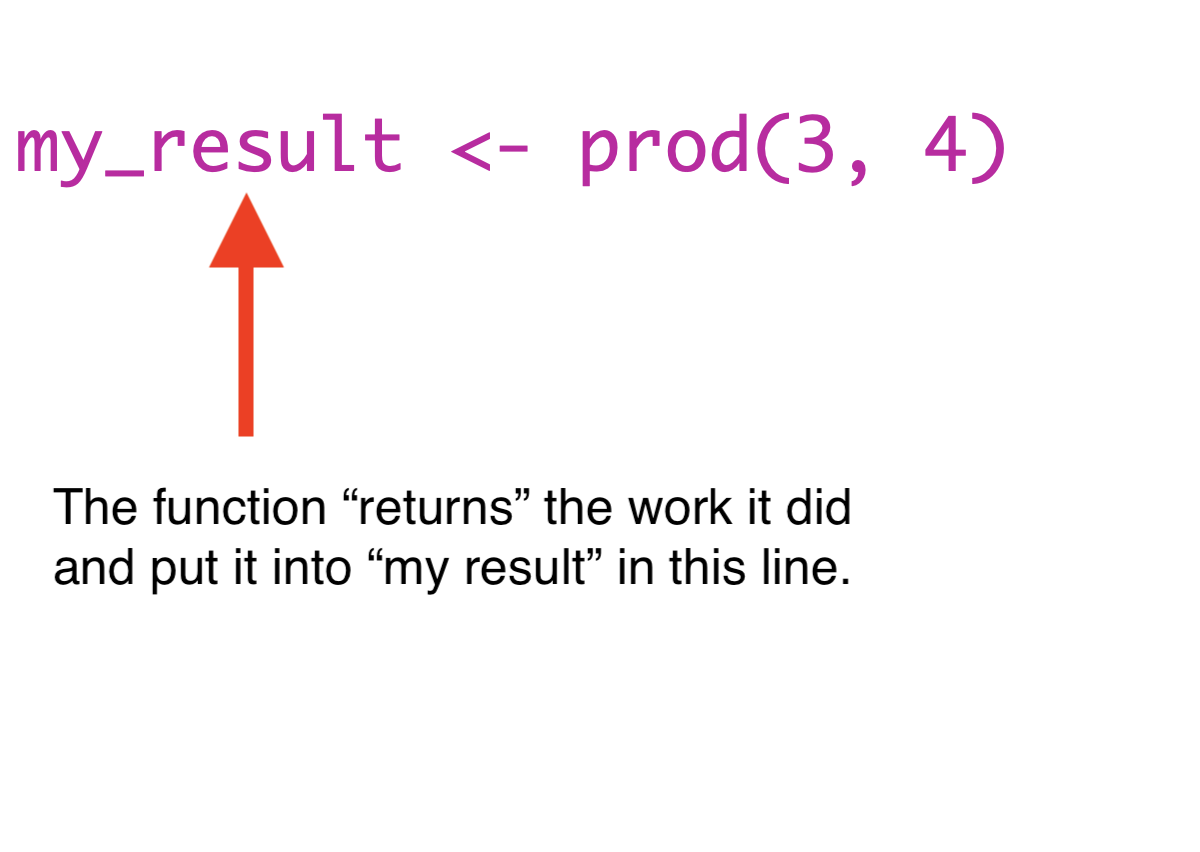 my_result <- prod(3, 4)
The function “returns” the work it did
and put it into “my result” in this line.